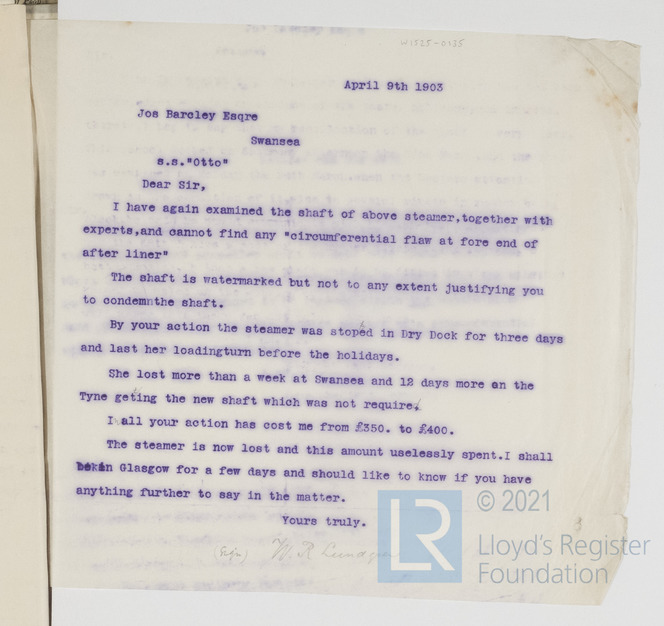 W1525-0135
April 9th 1903
Jos Barcley Esqre
Swansea
s.s."Otto"
Dear Sir,
I have again examined the shaft of above steamer,together with
experts,and cannot find any "circumferential flaw at fore end of
after liner"
The shaft is watermarked but not to any extent justifying you
to condemnthe shaft.
By your action the steamer was stoped in Dry Dock for three days
and last her loadingturn before the holidays.
She lost more than a week at Swansea and 12 days more on the
Tyne geting the new shaft which was not require.
I all your action has cost me from £350. to £400.
The steamer is now lost and this amount uselessly spent.I shall
in Glasgow for a few days and should like to know if you have
anything further to say in the matter.
Yours truly.
W R
© 2021
LR
Lloyd's Register
Foundation